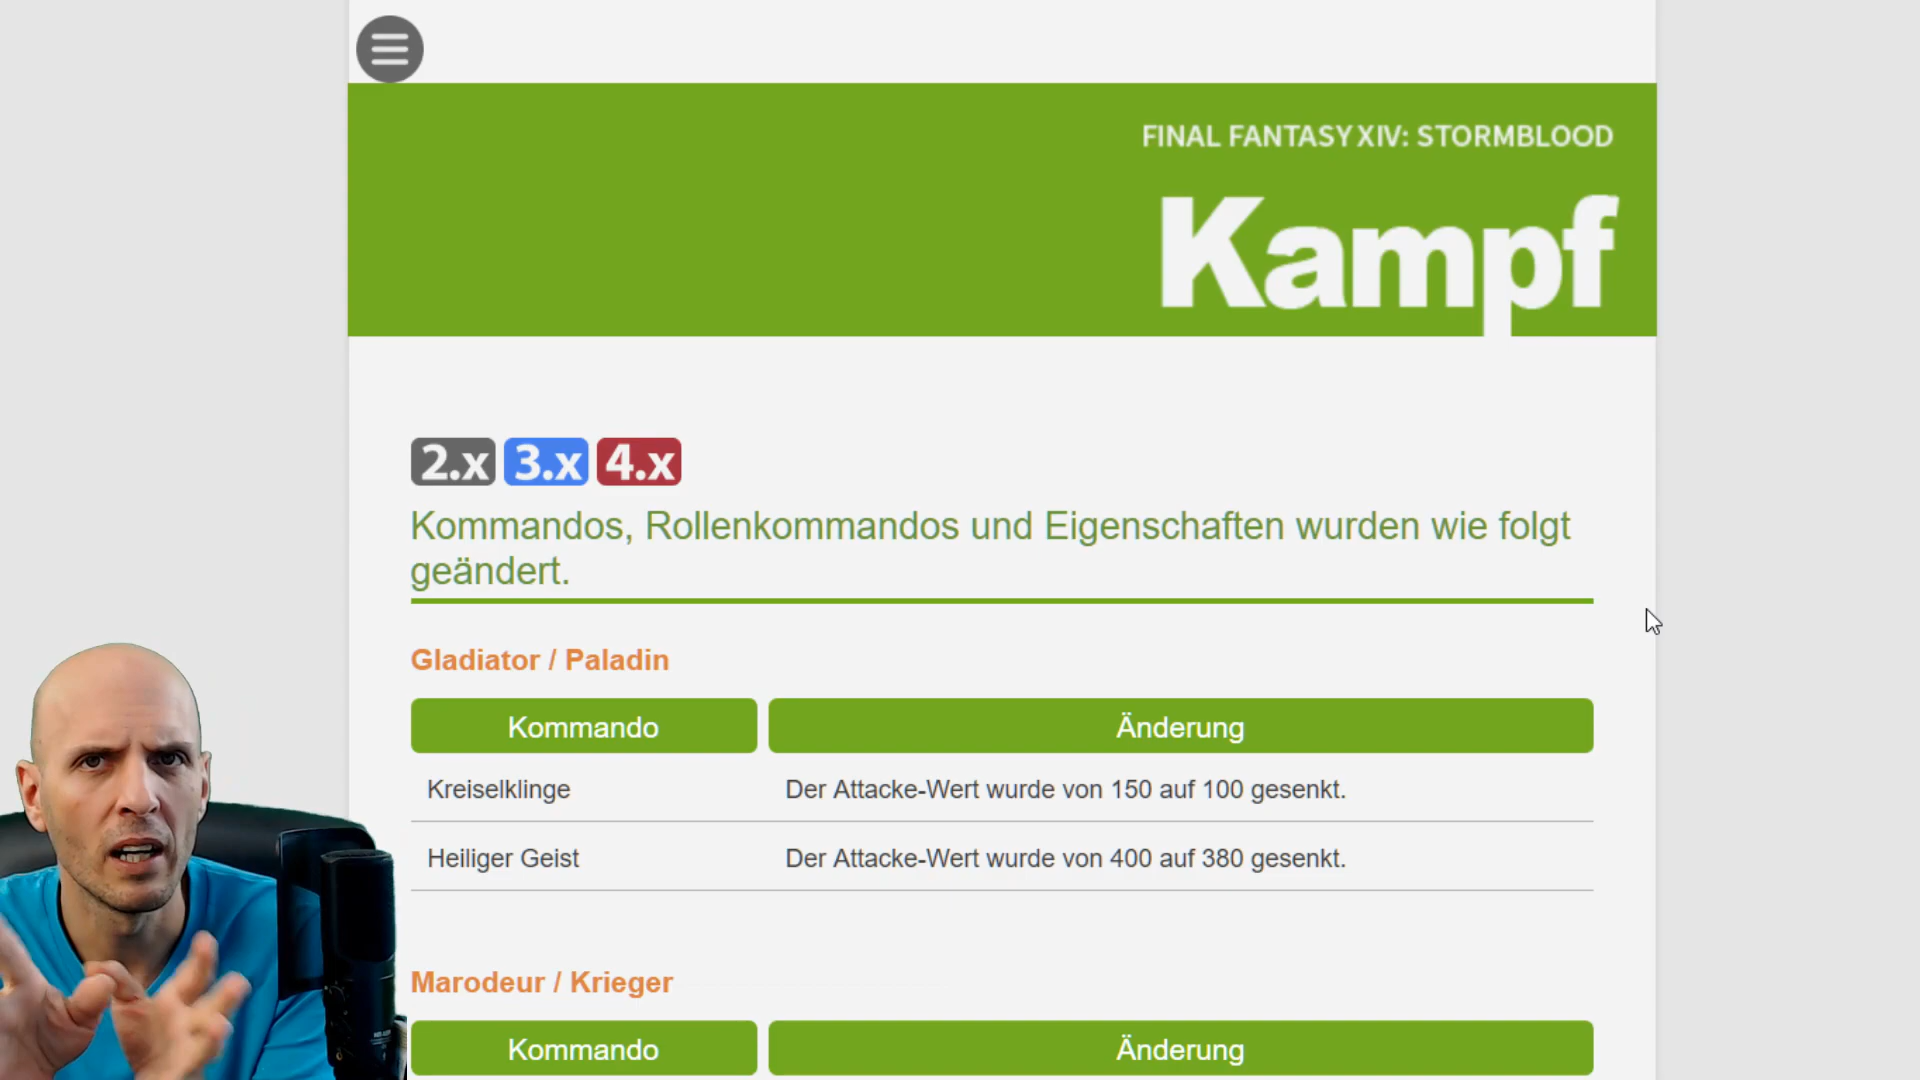 FINAL FANTASY XIV: STORMBLOOD
Kampf
2.x 3.x 4.x
Kommandos, Rollenkommandos und Eigenschaften wurden wie folgt
geändert.
Gladiator / Paladin
Kommando Änderung
Kreiselklinge Der Attacke-Wert wurde von 150 auf 100 gesenkt.
Heiliger Geist Der Attacke-Wert wurde von 400 auf 380 gesenkt.
Marodeur / Krieger
Kommando Änderung